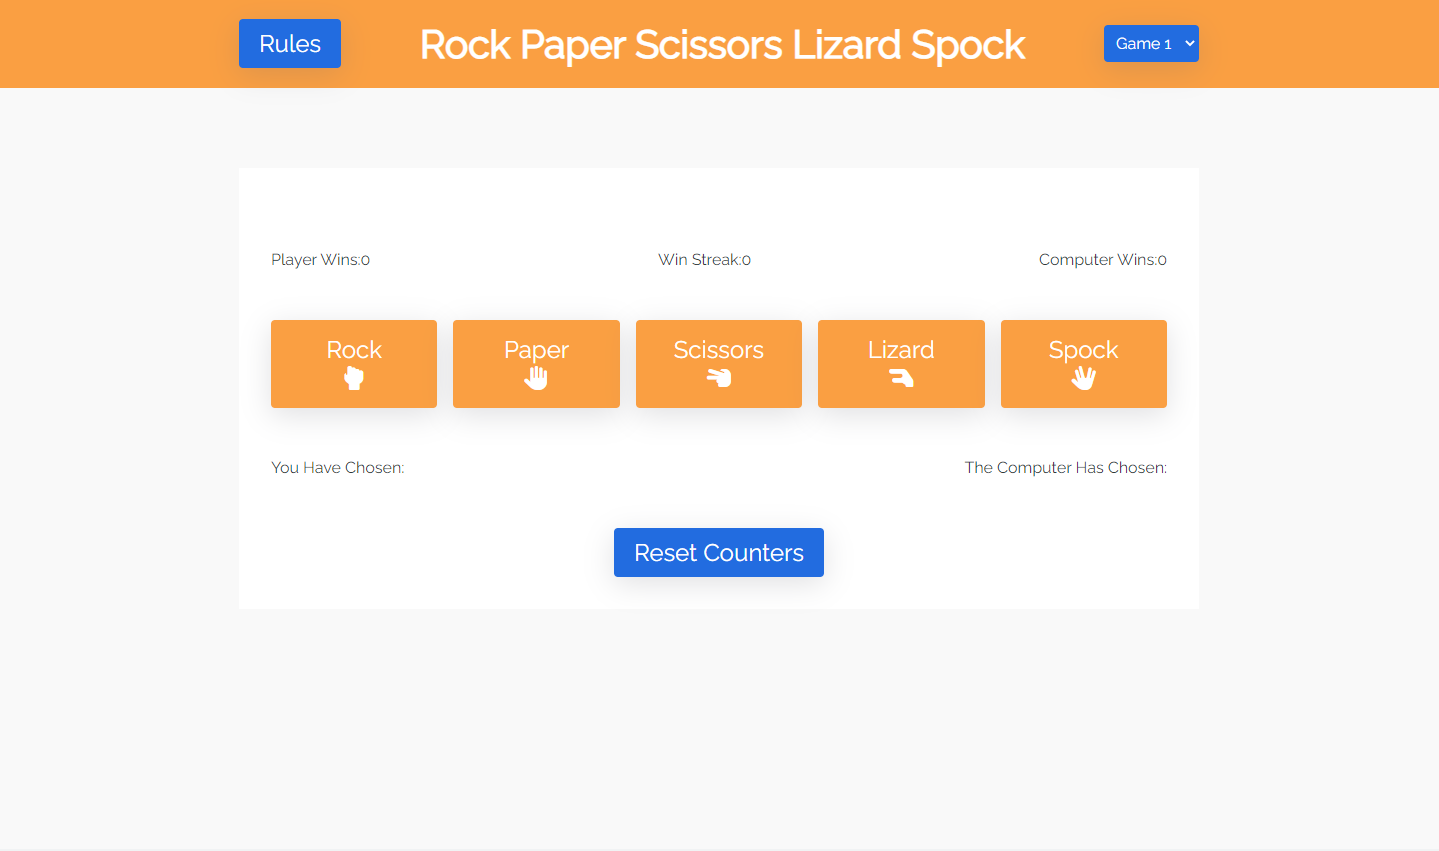 Rules
Rock Paper Scissors Lizard Spock
Game 1
Player Wins:0
Win Streak:0
Computer Wins:0
Rock
Paper
Scissors
Lizard
Spock
You Have Chosen:
The Computer Has Chosen:
Reset Counters